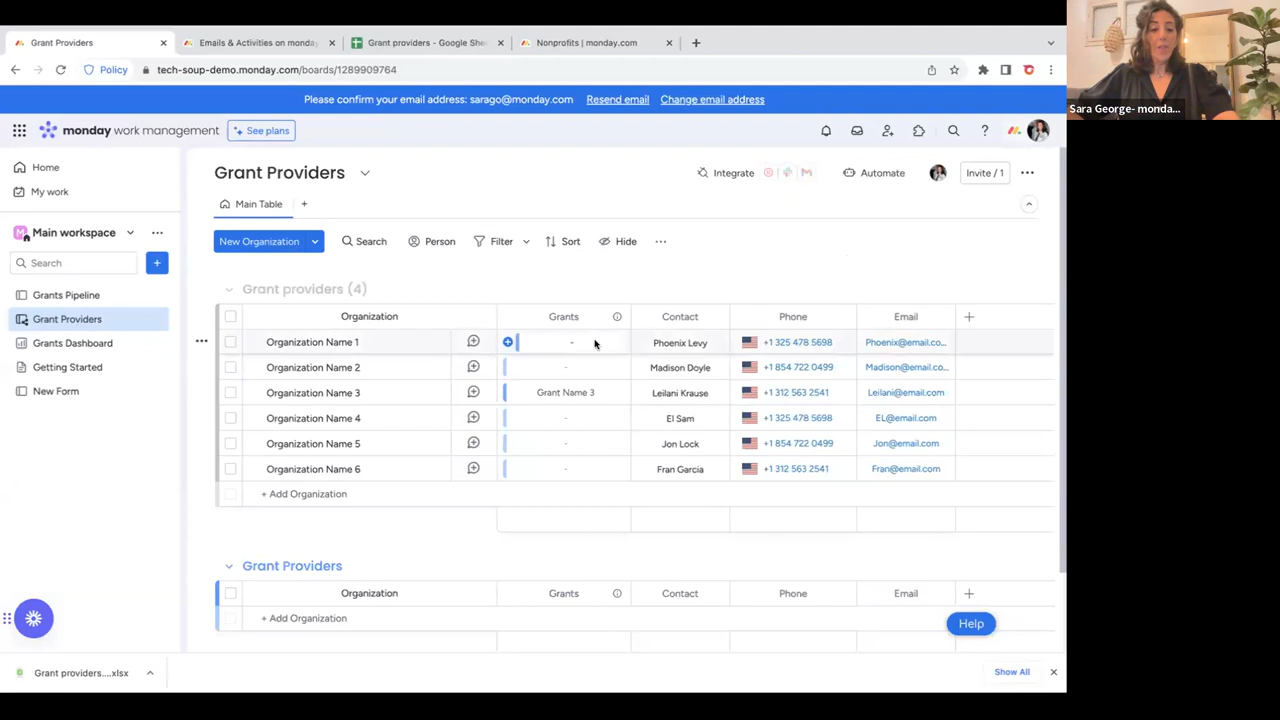 Grant Providers
Emails & Activities on monday
Grant providers - Google She
Nonprofits | monday.com
Policy
tech-soup-demo.monday.com/boards/1289909764
Sara George- monda...
Please confirm your email address: sarago@monday.com Resend email Change email address
monday work management
See plans
Home
My work
Main workspace
Search
Grants Pipeline
Grant Providers
Grants Dashboard
Getting Started
New Form
Grant Providers
Integrate
Automate
Invite / 1
Main Table
New Organization
Search
Person
Filter
Sort
Hide
Grant providers (4)
Organization Grants Contact Phone Email
Organization Name 1 - Phoenix Levy +1 325 478 5698 Phoenix@email.co...
Organization Name 2 - Madison Doyle +1 854 722 0499 Madison@email.co...
Organization Name 3 Grant Name 3 Leilani Krause +1 312 563 2541 Leilani@email.com
Organization Name 4 - El Sam +1 325 478 5698 EL@email.com
Organization Name 5 - Jon Lock +1 854 722 0499 Jon@email.com
Organization Name 6 - Fran Garcia +1 312 563 2541 Fran@email.com
+ Add Organization
Grant Providers
Organization Grants Contact Phone Email
+ Add Organization
Help
Grant providers....xlsx
Show All